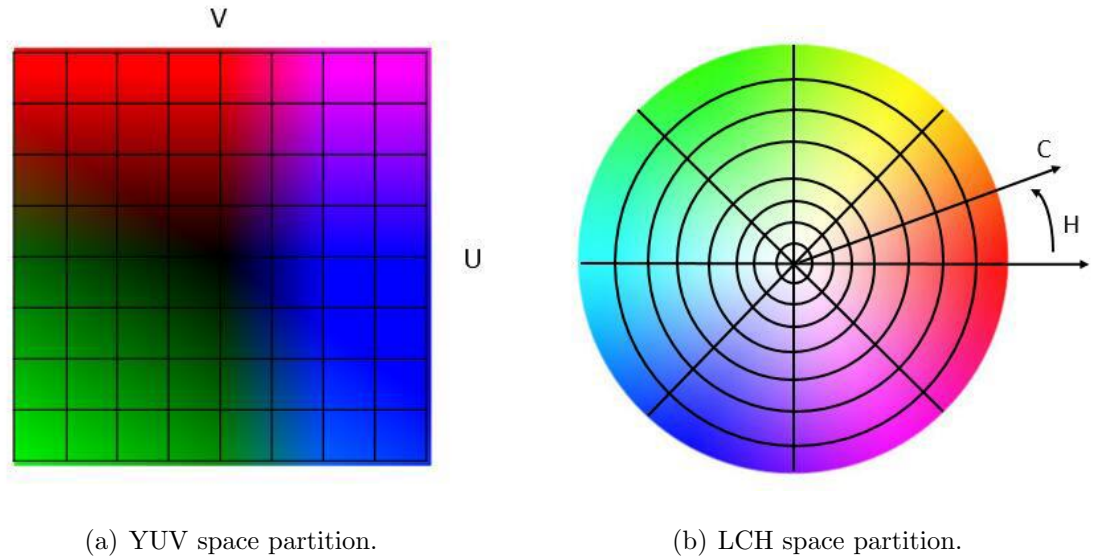 V
U
C
H
(a) YUV space partition.
(b) LCH space partition.